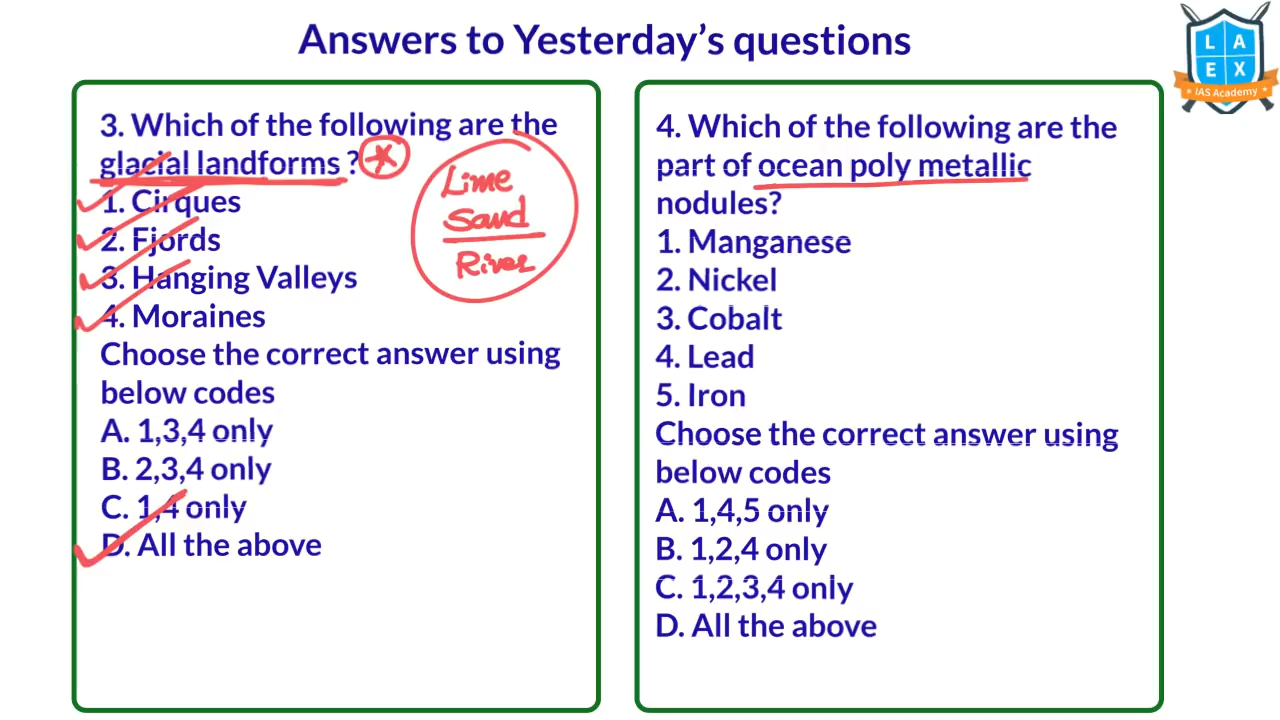 Answers to Yesterday's questions
L A
E X
IAS Academy
3. Which of the following are the
glacial landforms ?
1. Cirques
2. Fjords
3. Hanging Valleys
4. Moraines
Choose the correct answer using
below codes
A. 1,3,4 only
B. 2,3,4 only
C. 1,4 only
D. All the above
Lime
Sand
River
4. Which of the following are the
part of ocean poly metallic
nodules?
1. Manganese
2. Nickel
3. Cobalt
4. Lead
5. Iron
Choose the correct answer using
below codes
A. 1,4,5 only
B. 1,2,4 only
C. 1,2,3,4 only
D. All the above